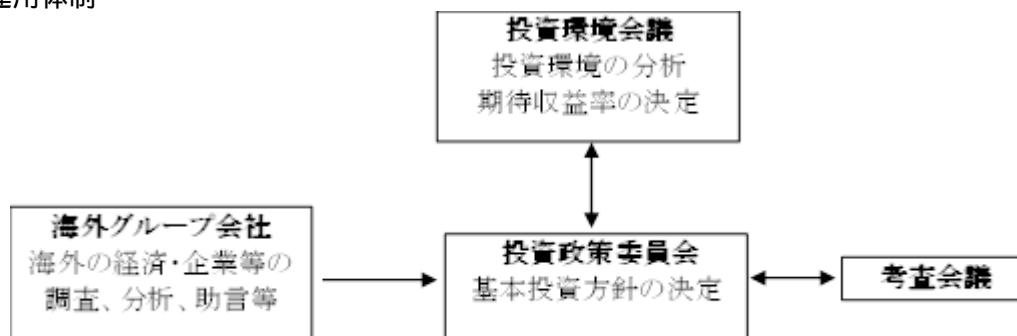 運用体制
投資環境会議
投資環境の分析
期待収益率の決定
海外グループ会社
海外の経済・企業等の
調査、分析、助言等
投資政策委員会
基本投資方針の決定
考査会議